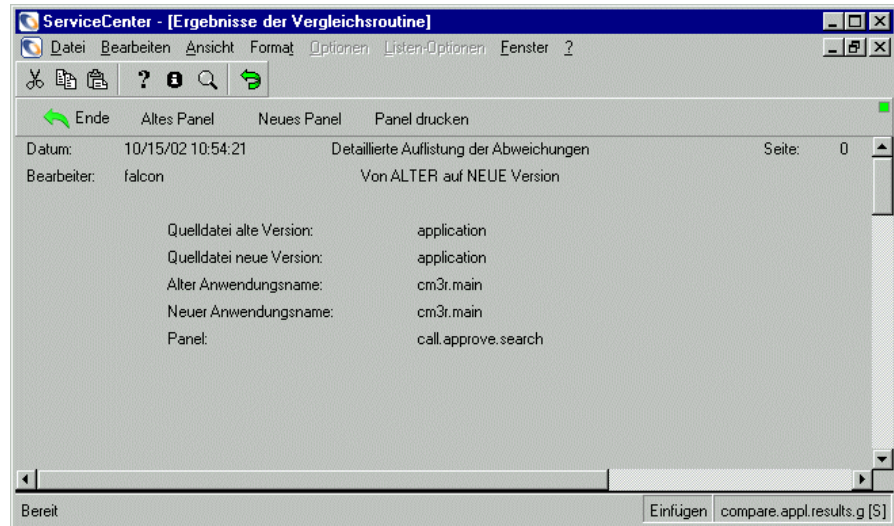 ServiceCenter - [Ergebnisse der Vergleichsroutine]
Datei Bearbeiten Ansicht Format Optionen Listen-Optionen Fenster ?
Ende Altes Panel Neues Panel Panel drucken
Datum: 10/15/02 10:54:21 Detaillierte Auflistung der Abweichungen Seite: 0
Bearbeiter: falcon Von ALTER auf NEUE Version
Quelldatei alte Version: application
Quelldatei neue Version: application
Alter Anwendungsname: cm3r.main
Neuer Anwendungsname: cm3r.main
Panel: call.approve.search
Bereit Einfügen compare.appl.results.g [S]